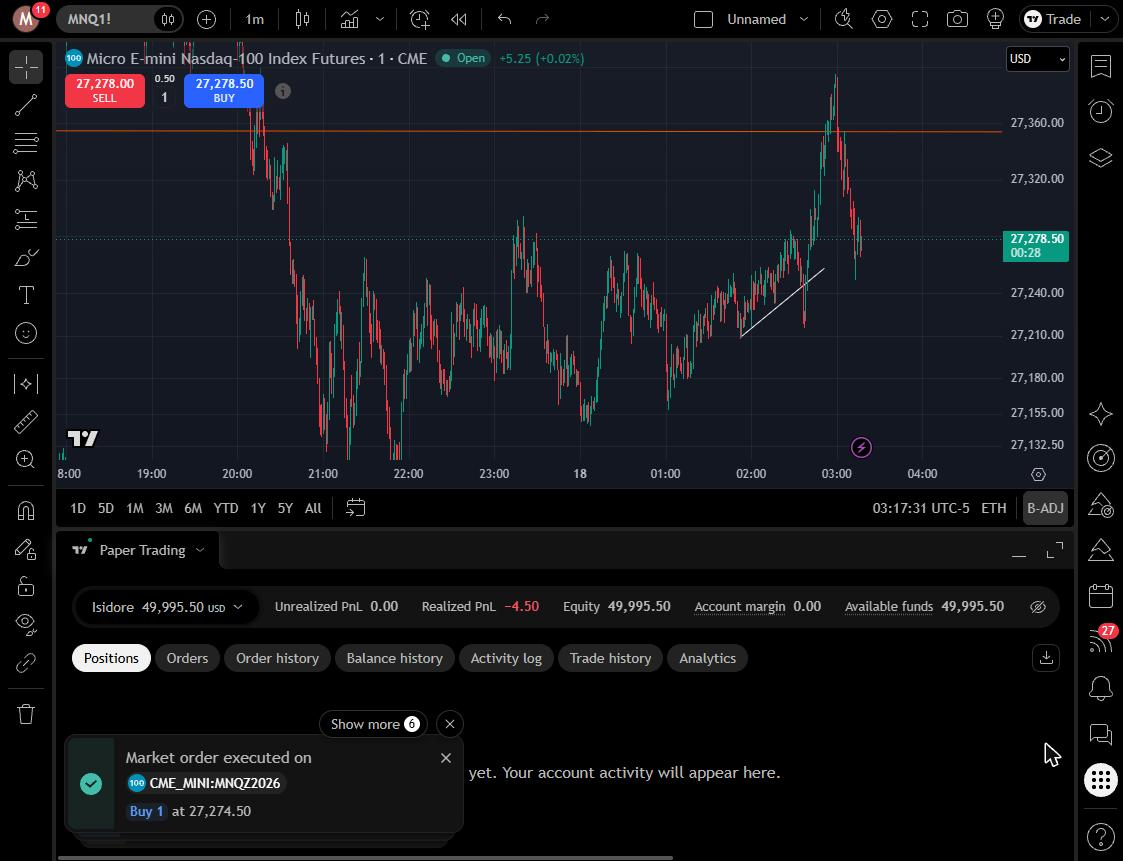 M
11
MNQ1!
1m
Unnamed
Trade
100
Micro E-mini Nasdaq-100 Index Futures · 1 · CME
Open
+5.25 (+0.02%)
USD
27,278.00
SELL
0.50
1
27,278.50
BUY
27,360.00
27,320.00
27,278.50
00:28
27,240.00
27,210.00
27,180.00
27,155.00
27,132.50
8:00 19:00 20:00 21:00 22:00 23:00 18 01:00 02:00 03:00 04:00
1D 5D 1M 3M 6M YTD 1Y 5Y All
03:17:31 UTC-5 ETH B-ADJ
Paper Trading
Isidore 49,995.50 USD
Unrealized PnL 0.00
Realized PnL −4.50
Equity 49,995.50
Account margin 0.00
Available funds 49,995.50
Positions Orders Order history Balance history Activity log Trade history Analytics
27
Show more 6
Market order executed on
100 CME_MINI:MNQZ2026
Buy 1 at 27,274.50
yet. Your account activity will appear here.